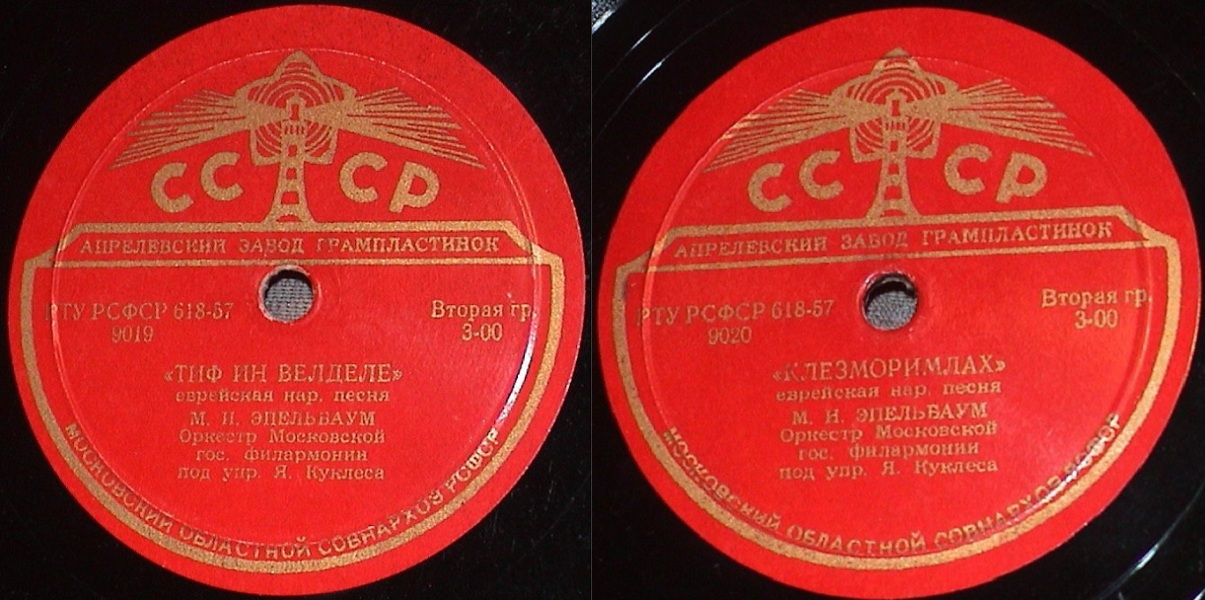 СССР
АПРЕЛЕВСКИЙ ЗАВОД ГРАМПЛАСТИНОК
РТУ РСФСР 618-57
9019
Вторая гр.
3-00
«ТИФ ИН ВЕЛДЕЛЕ»
еврейская нар. песня
М. И. ЭПЕЛЬБАУМ
Оркестр Московской
гос. филармонии
под упр. Я. Куклеса
МОСКОВСКИЙ ОБЛАСТНОЙ СОВНАРХОЗ РСФСР
СССР
АПРЕЛЕВСКИЙ ЗАВОД ГРАМПЛАСТИНОК
РТУ РСФСР 618-57
9020
Вторая гр.
3-00
«КЛЕЗМОРИМЛАХ»
еврейская нар. песня
М. И. ЭПЕЛЬБАУМ
Оркестр Московской
гос. филармонии
под упр. Я. Куклеса
МОСКОВСКИЙ ОБЛАСТНОЙ СОВНАРХОЗ РСФСР